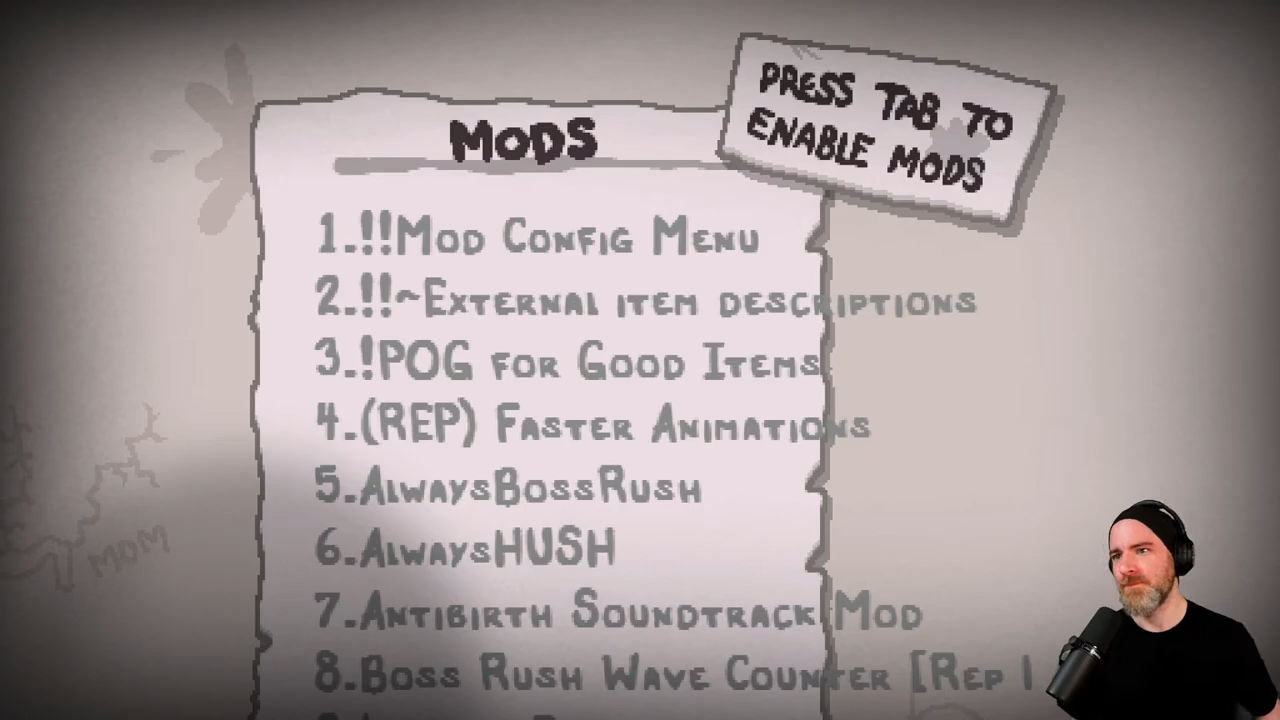 PRESS TAB TO
ENABLE MODS
MODS
1.!!Mod Config Menu
2.!!~External item descriptions
3.!POG for Good Items
4.(REP) Faster Animations
5.AlwaysBossRush
6.AlwaysHUSH
7.Antibirth Soundtrack Mod
8.Boss Rush Wave Counter [Rep
MOM